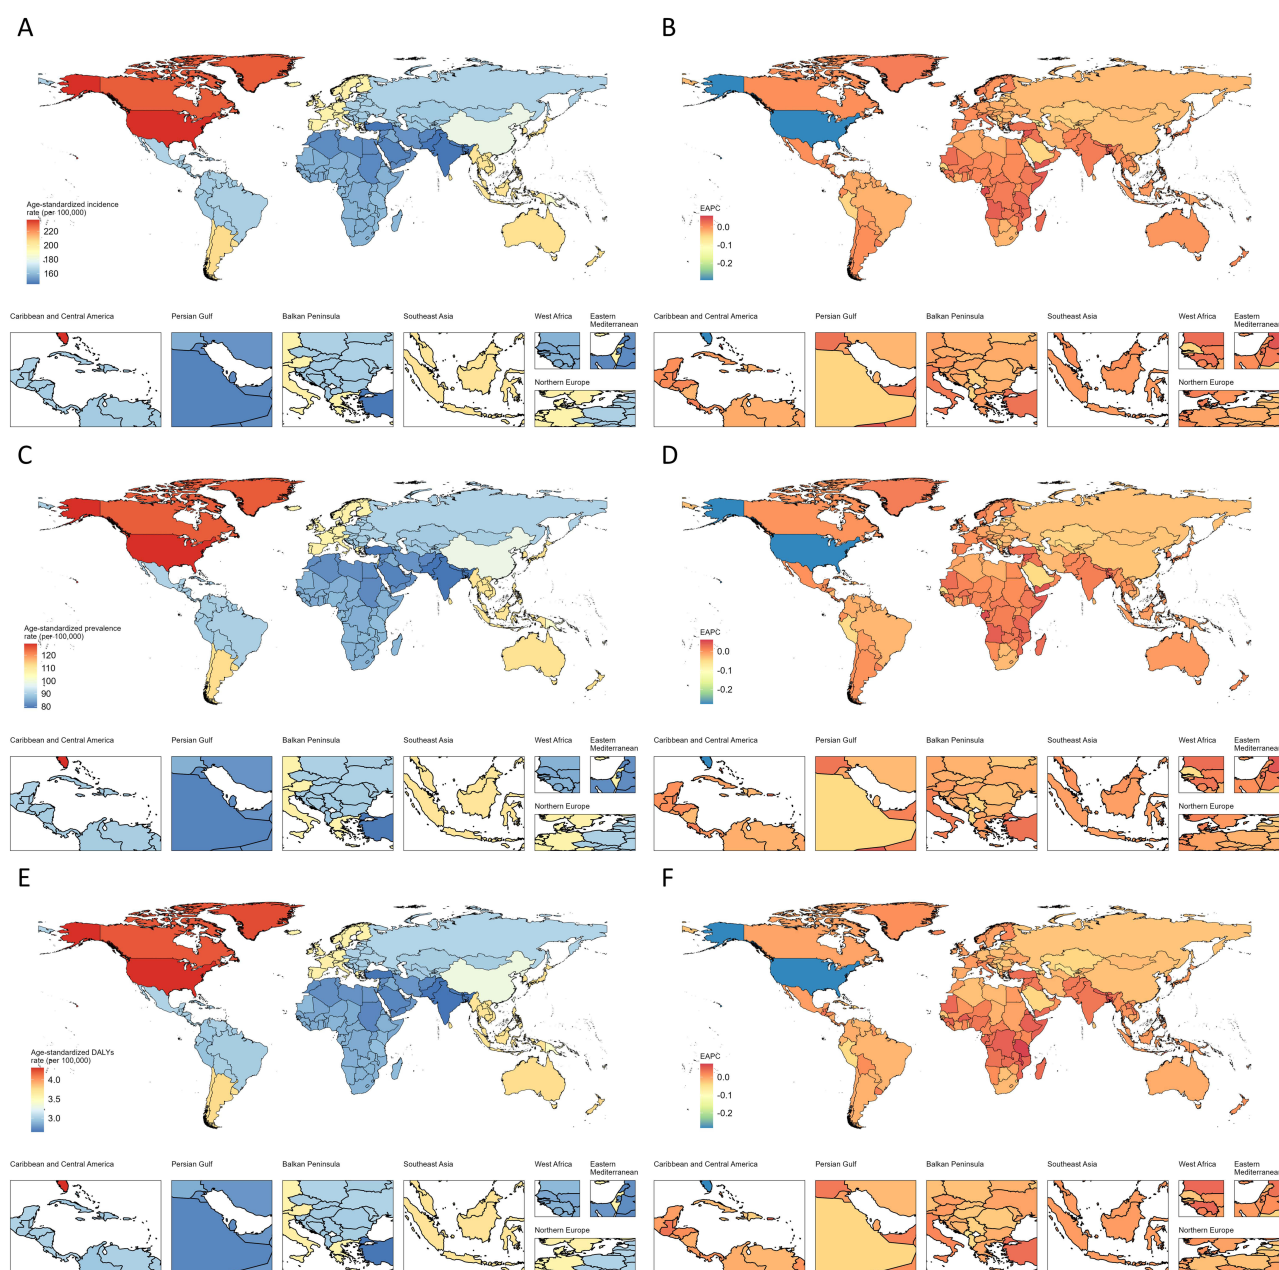 A
B
Age-standardized incidence
rate (per 100,000)
220
200
180
160
EAPC
0.0
-0.1
-0.2
Caribbean and Central America
Persian Gulf
Balkan Peninsula
Southeast Asia
West Africa
Eastern
Mediterranean
Northern Europe
Caribbean and Central America
Persian Gulf
Balkan Peninsula
Southeast Asia
West Africa
Eastern
Mediterranean
Northern Europe
C
D
Age-standardized prevalence
rate (per 100,000)
120
110
100
90
80
EAPC
0.0
-0.1
-0.2
Caribbean and Central America
Persian Gulf
Balkan Peninsula
Southeast Asia
West Africa
Eastern
Mediterranean
Northern Europe
Caribbean and Central America
Persian Gulf
Balkan Peninsula
Southeast Asia
West Africa
Eastern
Mediterranean
Northern Europe
E
F
Age-standardized DALYs
rate (per 100,000)
4.0
3.5
3.0
EAPC
0.0
-0.1
-0.2
Caribbean and Central America
Persian Gulf
Balkan Peninsula
Southeast Asia
West Africa
Eastern
Mediterranean
Northern Europe
Caribbean and Central America
Persian Gulf
Balkan Peninsula
Southeast Asia
West Africa
Eastern
Mediterranean
Northern Europe